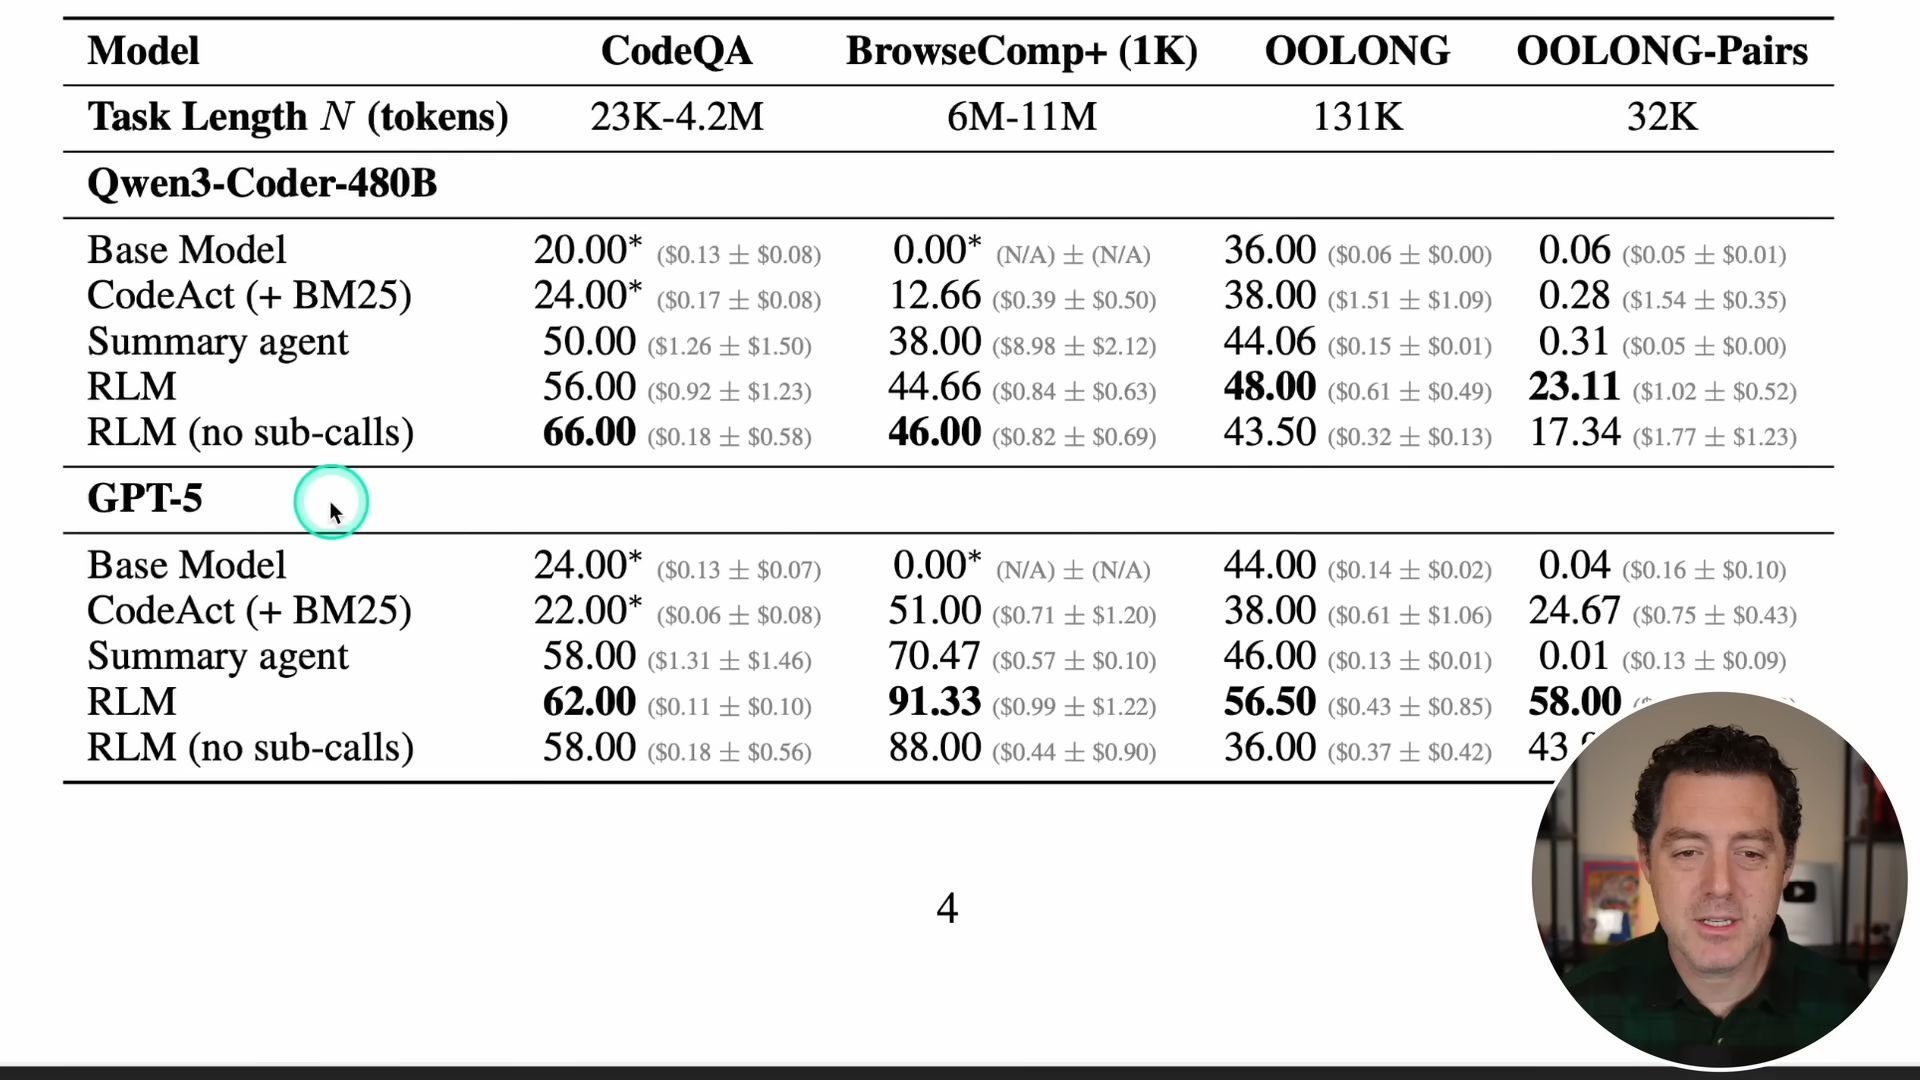 Model CodeQA BrowseComp+ (1K) OOLONG OOLONG-Pairs
Task Length N (tokens) 23K-4.2M 6M-11M 131K 32K
Qwen3-Coder-480B
Base Model 20.00* ($0.13 ± $0.08) 0.00* (N/A) ± (N/A) 36.00 ($0.06 ± $0.00) 0.06 ($0.05 ± $0.01)
CodeAct (+ BM25) 24.00* ($0.17 ± $0.08) 12.66 ($0.39 ± $0.50) 38.00 ($1.51 ± $1.09) 0.28 ($1.54 ± $0.35)
Summary agent 50.00 ($1.26 ± $1.50) 38.00 ($8.98 ± $2.12) 44.06 ($0.15 ± $0.01) 0.31 ($0.05 ± $0.00)
RLM 56.00 ($0.92 ± $1.23) 44.66 ($0.84 ± $0.63) 48.00 ($0.61 ± $0.49) 23.11 ($1.02 ± $0.52)
RLM (no sub-calls) 66.00 ($0.18 ± $0.58) 46.00 ($0.82 ± $0.69) 43.50 ($0.32 ± $0.13) 17.34 ($1.77 ± $1.23)
GPT-5
Base Model 24.00* ($0.13 ± $0.07) 0.00* (N/A) ± (N/A) 44.00 ($0.14 ± $0.02) 0.04 ($0.16 ± $0.10)
CodeAct (+ BM25) 22.00* ($0.06 ± $0.08) 51.00 ($0.71 ± $1.20) 38.00 ($0.61 ± $1.06) 24.67 ($0.75 ± $0.43)
Summary agent 58.00 ($1.31 ± $1.46) 70.47 ($0.57 ± $0.10) 46.00 ($0.13 ± $0.01) 0.01 ($0.13 ± $0.09)
RLM 62.00 ($0.11 ± $0.10) 91.33 ($0.99 ± $1.22) 56.50 ($0.43 ± $0.85) 58.00
RLM (no sub-calls) 58.00 ($0.18 ± $0.56) 88.00 ($0.44 ± $0.90) 36.00 ($0.37 ± $0.42)
4